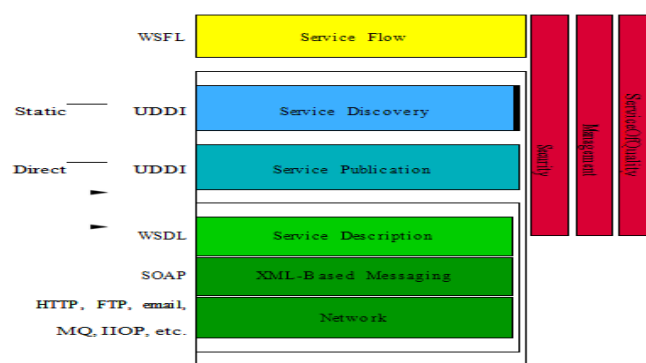 WSFL Service Flow
Static UDDI Service Discovery
Direct UDDI Service Publication
WSDL Service Description
SOAP XML-Based Messaging
HTTP, FTP, email,
MQ, IIOP, etc.
Network
Seurity
Management
ServiceOfQuality